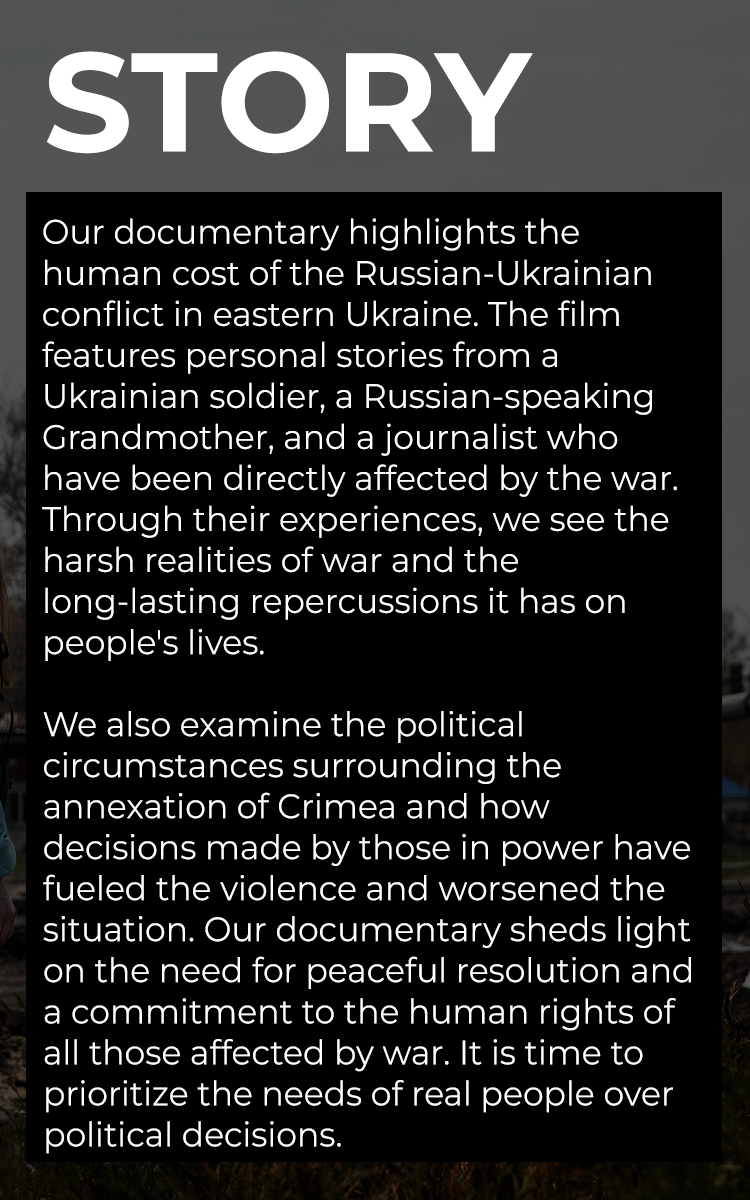 STORY
Our documentary highlights the
human cost of the Russian-Ukrainian
conflict in eastern Ukraine. The film
features personal stories from a
Ukrainian soldier, a Russian-speaking
Grandmother, and a journalist who
have been directly affected by the war.
Through their experiences, we see the
harsh realities of war and the
long-lasting repercussions it has on
people's lives.
We also examine the political
circumstances surrounding the
annexation of Crimea and how
decisions made by those in power have
fueled the violence and worsened the
situation. Our documentary sheds light
on the need for peaceful resolution and
a commitment to the human rights of
all those affected by war. It is time to
prioritize the needs of real people over
political decisions.